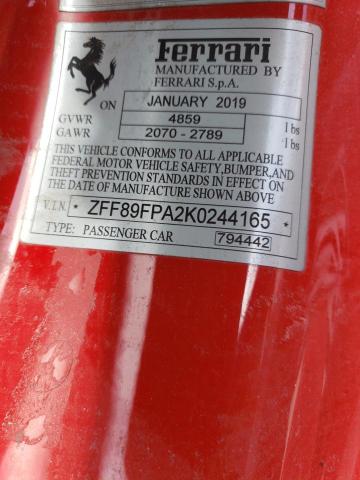 Ferrari
MANUFACTURED BY
FERRARI S.p.A.
ON JANUARY 2019
GVWR 4859 lbs
GAWR 2070 - 2789 lbs
THIS VEHICLE CONFORMS TO ALL APPLICABLE
FEDERAL MOTOR VEHICLE SAFETY,BUMPER,AND
THEFT PREVENTION STANDARDS IN EFFECT ON
THE DATE OF MANUFACTURE SHOWN ABOVE
V.I.N. * ZFF89FPA2K0244165 *
TYPE: PASSENGER CAR 794442